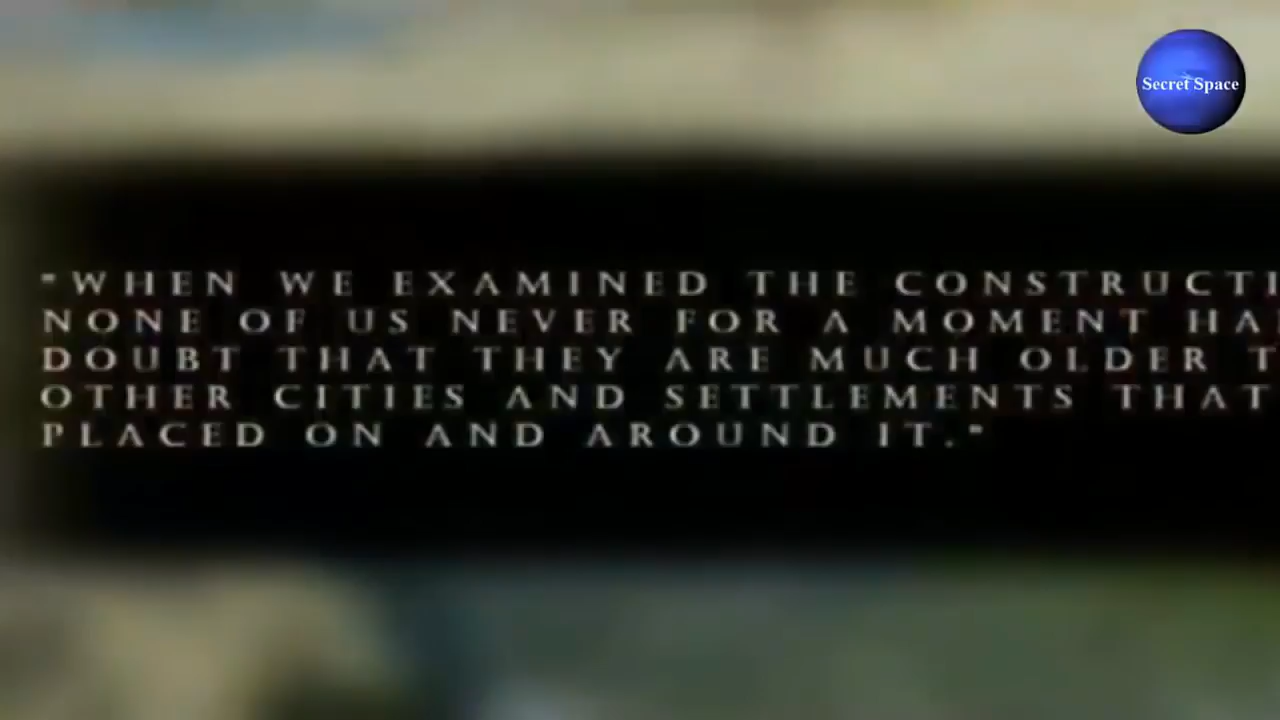 Secret Space
"WHEN WE EXAMINED THE CONSTRUCTI
NONE OF US NEVER FOR A MOMENT HA
DOUBT THAT THEY ARE MUCH OLDER T
OTHER CITIES AND SETTLEMENTS THAT
PLACED ON AND AROUND IT."